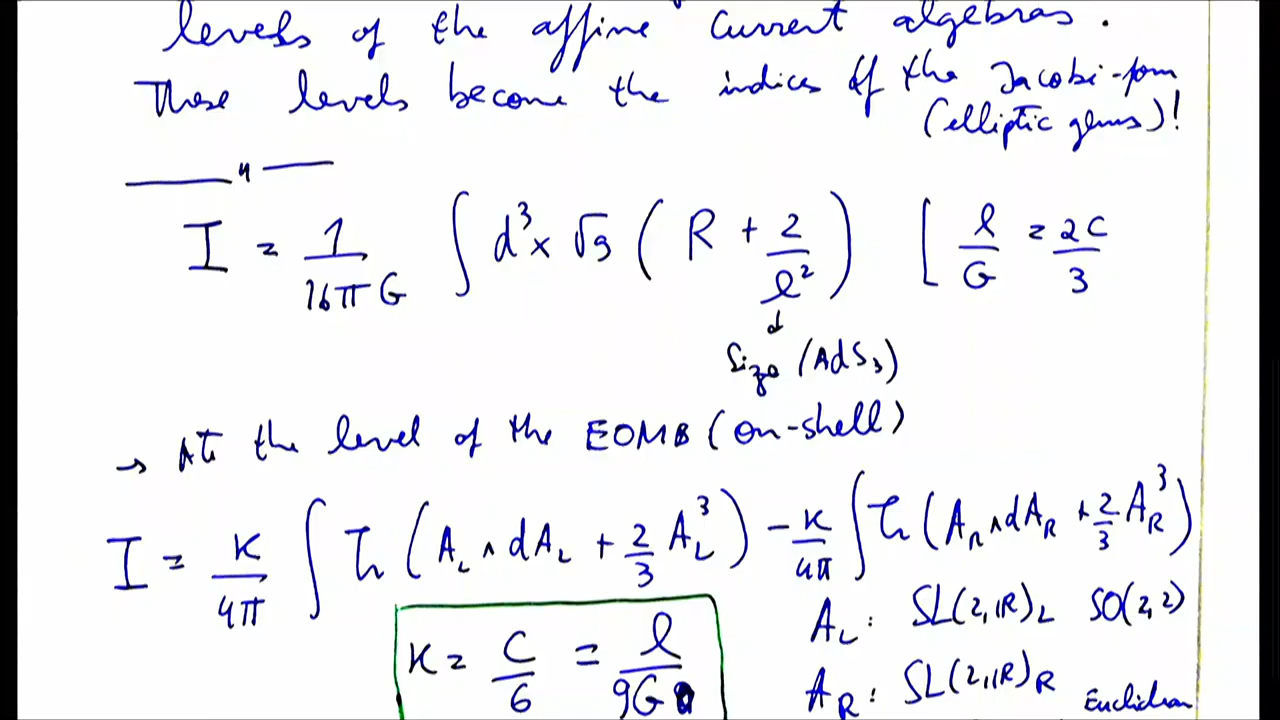 levels of the affine current algebras.
These levels become the indices of the Jacobi-form
(elliptic genus)!
I = 1/16πG ∫ d³x √g ( R + 2/ℓ² ) [ ℓ/G = 2C/3
Size (AdS₃)
→ At the level of the EOMs (on-shell)
I = K/4π ∫ Tr ( A_L ∧ dA_L + 2/3 A_L³ ) - K/4π ∫ Tr ( A_R ∧ dA_R + 2/3 A_R³ )
A_L : SL(2,ℝ)_L SO(2,2)
K = C/6 = ℓ/9G
A_R : SL(2,ℝ)_R Euclidean